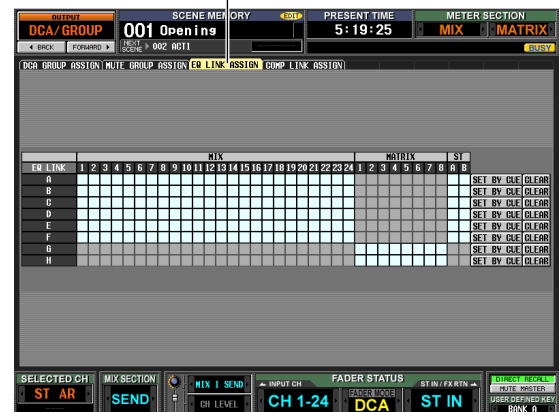 OUTPUT
DCA/GROUP
BACK FORWARD
SCENE MEMORY EDIT
001 Opening
NEXT SCENE 002 ACT1
PRESENT TIME
5:19:25
METER SECTION
MIX MATRIX
BUSY
DCA GROUP ASSIGN MUTE GROUP ASSIGN EQ LINK ASSIGN COMP LINK ASSIGN
MIX MATRIX ST
EQ LINK 1 2 3 4 5 6 7 8 9 10 11 12 13 14 15 16 17 18 19 20 21 22 23 24 1 2 3 4 5 6 7 8 A B
A SET BY CUE CLEAR
B SET BY CUE CLEAR
C SET BY CUE CLEAR
D SET BY CUE CLEAR
E SET BY CUE CLEAR
F SET BY CUE CLEAR
G SET BY CUE CLEAR
H SET BY CUE CLEAR
SELECTED CH
ST AR
MIX SECTION
SEND
MIX 1 SEND
CH LEVEL
FADER STATUS
INPUT CH
CH 1-24
FADER MODE
DCA
ST IN / FX RTN
ST IN
DIRECT RECALL
MUTE MASTER
USER DEFINED KEY
BANK A